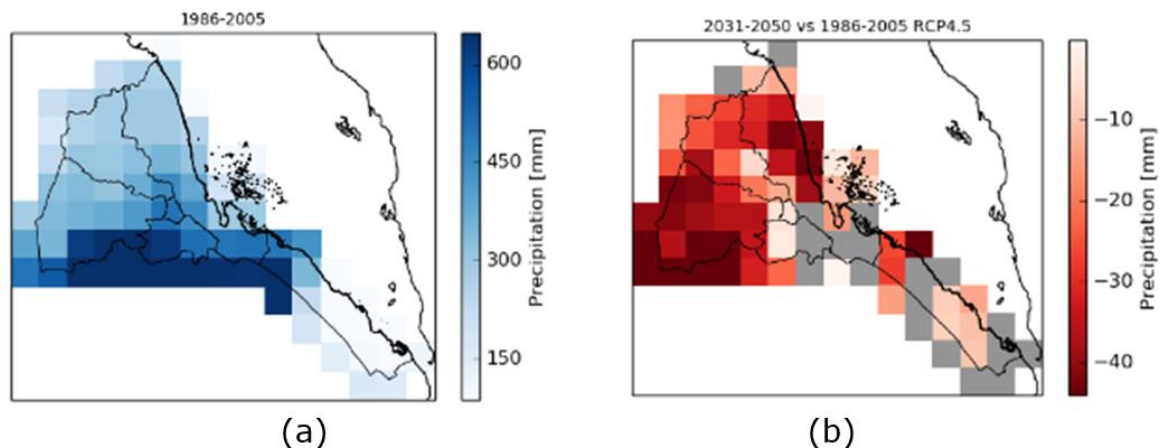 1986-2005
600
450
300
150
Precipitation [mm]
(a)
2031-2050 vs 1986-2005 RCP4.5
−10
−20
−30
−40
Precipitation [mm]
(b)